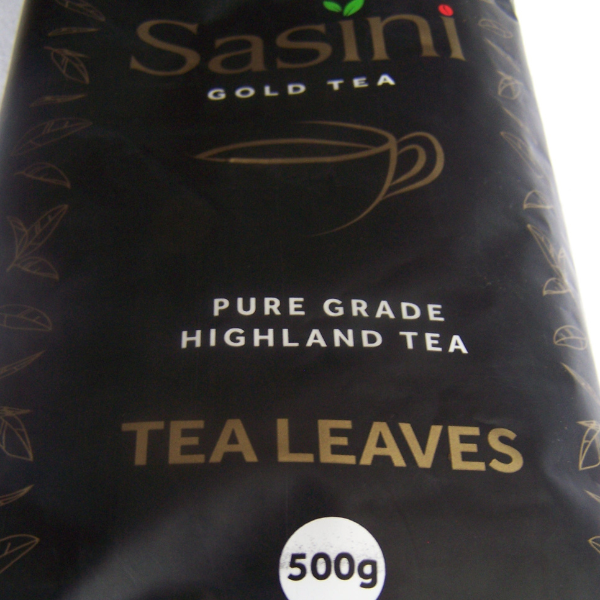 Sasini
GOLD TEA
PURE GRADE
HIGHLAND TEA
TEA LEAVES
500g